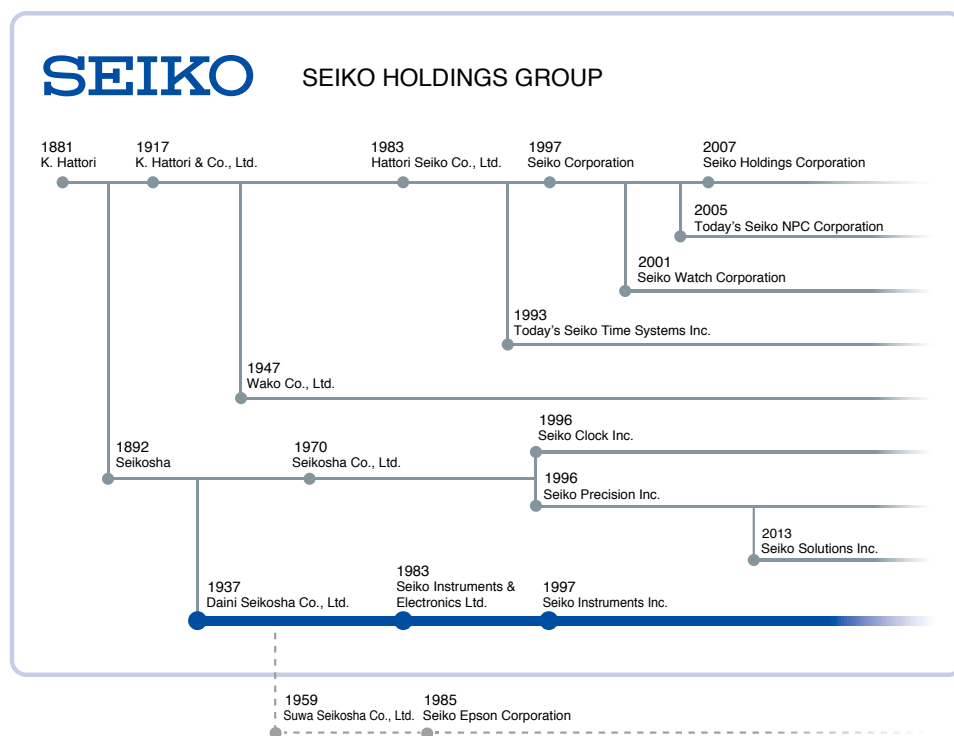 SEIKO
SEIKO HOLDINGS GROUP
1881
K. Hattori
1917
K. Hattori & Co., Ltd.
1983
Hattori Seiko Co., Ltd.
1997
Seiko Corporation
2007
Seiko Holdings Corporation
2005
Today's Seiko NPC Corporation
2001
Seiko Watch Corporation
1993
Today's Seiko Time Systems Inc.
1947
Wako Co., Ltd.
1996
Seiko Clock Inc.
1892
Seikosha
1970
Seikosha Co., Ltd.
1996
Seiko Precision Inc.
2013
Seiko Solutions Inc.
1937
Daini Seikosha Co., Ltd.
1983
Seiko Instruments &
Electronics Ltd.
1997
Seiko Instruments Inc.
1959
Suwa Seikosha Co., Ltd.
1985
Seiko Epson Corporation